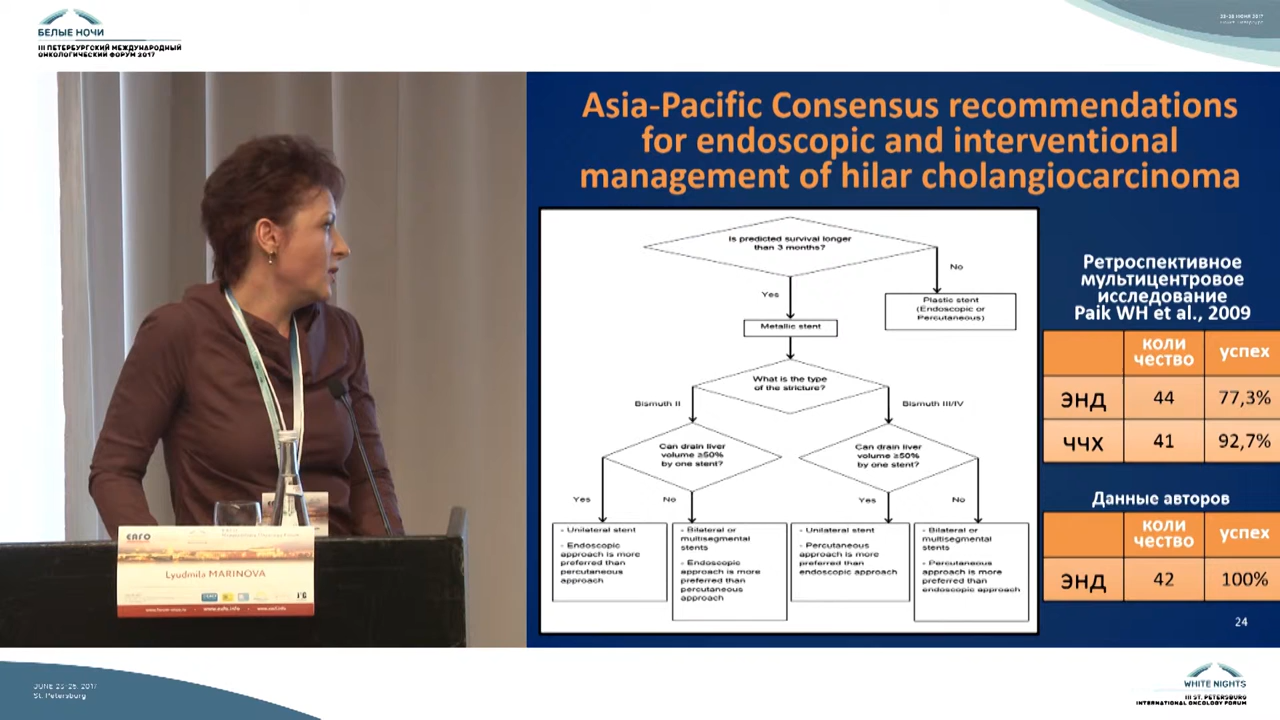 БЕЛЫЕ НОЧИ
III ПЕТЕРБУРГСКИЙ МЕЖДУНАРОДНЫЙ
ОНКОЛОГИЧЕСКИЙ ФОРУМ 2017
Asia-Pacific Consensus recommendations
for endoscopic and interventional
management of hilar cholangiocarcinoma
Is predicted survival longer
than 3 months?
No
Yes
Plastic stent
(Endoscopic or
Percutaneous)
Metallic stent
What is the type
of the stricture?
Bismuth II
Bismuth III/IV
Can drain liver
volume ≥50%
by one stent?
Can drain liver
volume ≥50%
by one stent?
Yes
No
Yes
No
- Unilateral stent
- Endoscopic
approach is more
preferred than
percutaneous
approach
- Bilateral or
multisegmental
stents
- Endoscopic
approach is more
preferred than
percutaneous
approach
- Unilateral stent
- Percutaneous
approach is more
preferred than
endoscopic approach
- Bilateral or
multisegmental
stents
- Percutaneous
approach is more
preferred than
endoscopic approach
Ретроспективное
мультицентровое
исследование
Paik WH et al., 2009
коли
чество
успех
ЭНД 44 77,3%
ЧЧХ 41 92,7%
Данные авторов
коли
чество
успех
ЭНД 42 100%
24
Lyudmila MARINOVA
JUNE 23-26, 2017
St. Petersburg
WHITE NIGHTS
III ST. PETERSBURG
INTERNATIONAL ONCOLOGY FORUM